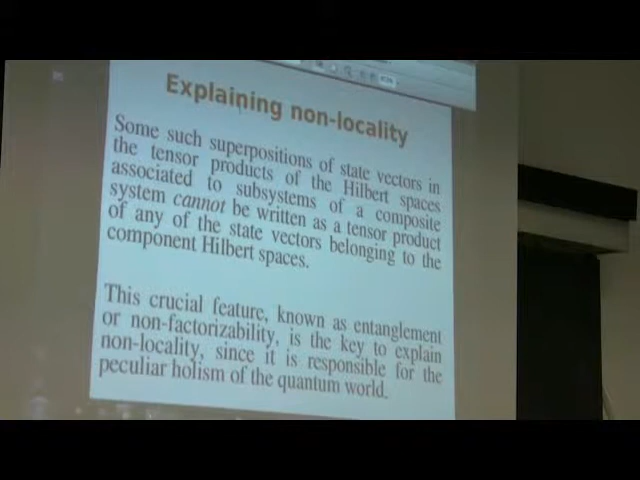 Explaining non-locality
Some such superpositions of state vectors in
the tensor products of the Hilbert spaces
associated to subsystems of a composite
system cannot be written as a tensor product
of any of the state vectors belonging to the
component Hilbert spaces.
This crucial feature, known as entanglement
or non-factorizability, is the key to explain
non-locality, since it is responsible for the
peculiar holism of the quantum world.